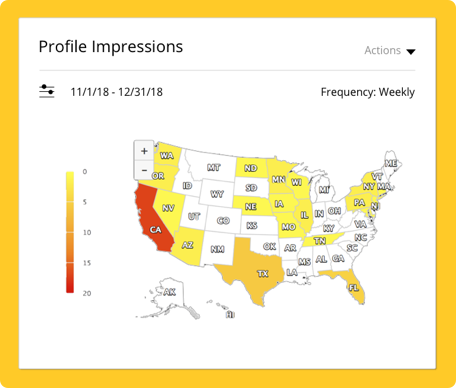 Profile Impressions
Actions
11/1/18 - 12/31/18
Frequency: Weekly
+
−
0
5
10
15
20
WA
MT
ND
MN
WI
MI
ME
VT
OR
ID
SD
WY
NY
MA
NE
IA
PA
NV
UT
CO
IL
IN
OH
N
KS
MO
KY
VA
CA
AZ
NM
OK
AR
TN
NC
SC
TX
LA
MS
AL
GA
AK
FL
HI